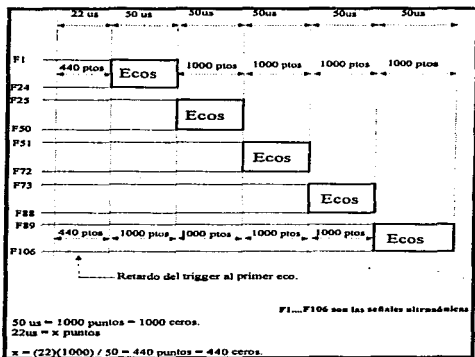 22 us 50 us 50us 50us 50us 50us
F1
440 ptos Ecos 1000 ptos 1000 ptos 1000 ptos 1000 ptos
F24
F25
Ecos
F50
F51
Ecos
F72
F73
Ecos
F88
F89
440 ptos 1000 ptos 1000 ptos 1000 ptos 1000 ptos Ecos
F106
Retardo del trigger al primer eco.
F1....F106 son las señales ultrasónicas
50 us = 1000 puntos = 1000 ceros.
22us = x puntos
x = (22)(1000) / 50 = 440 puntos = 440 ceros.